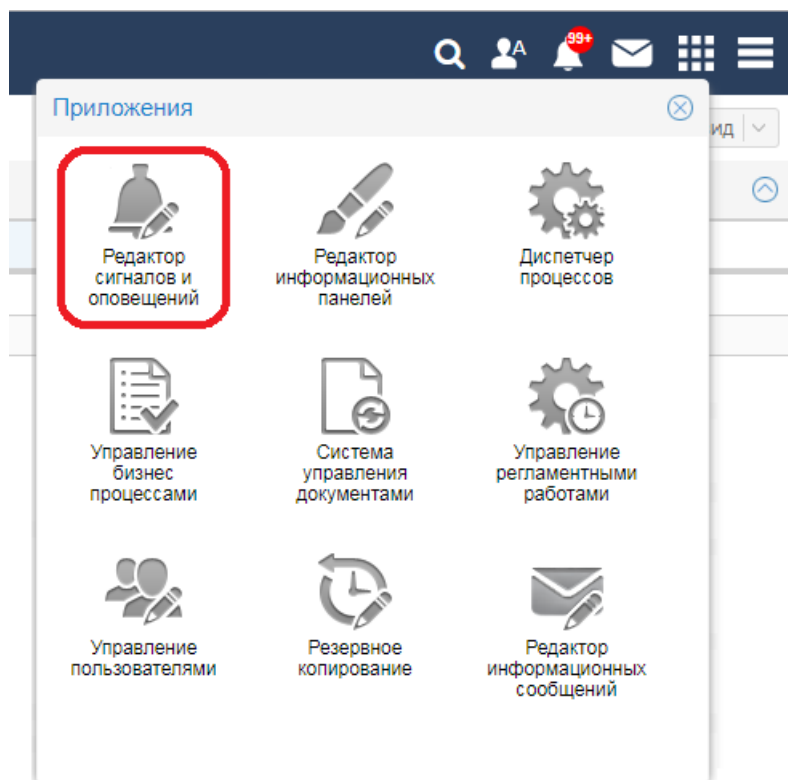 A
99+
Приложения
ид
Редактор
сигналов и
оповещений
Редактор
информационных
панелей
Диспетчер
процессов
Управление
бизнес
процессами
Система
управления
документами
Управление
регламентными
работами
Управление
пользователями
Резервное
копирование
Редактор
информационных
сообщений